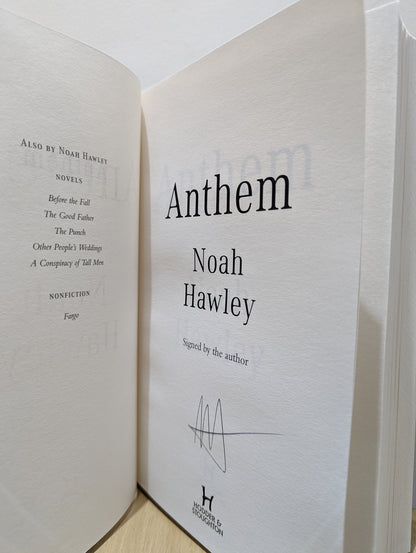 Also by Noah Hawley
NOVELS
Before the Fall
The Good Father
The Punch
Other People's Weddings
A Conspiracy of Tall Men
NONFICTION
Fargo
Anthem
Noah
Hawley
Signed by the author
H
HODDER &
STOUGHTON